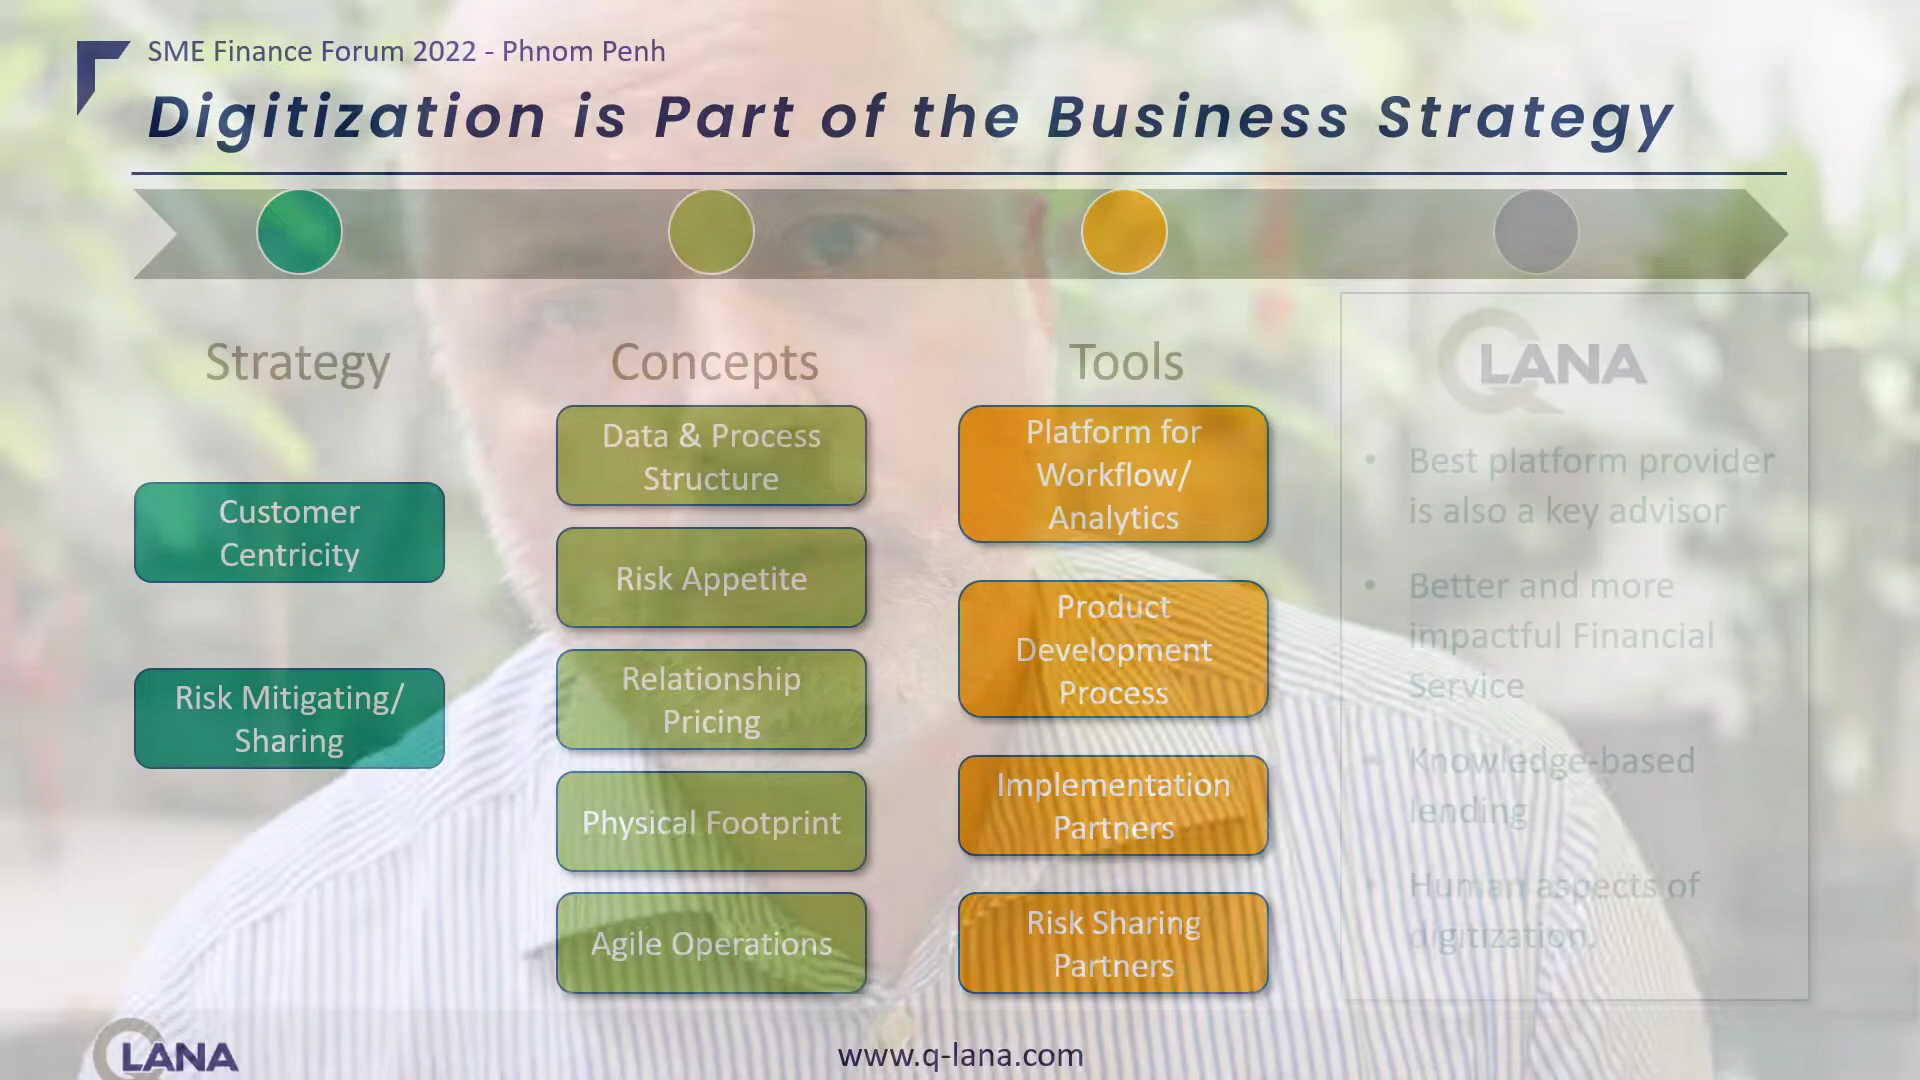 SME Finance Forum 2022 - Phnom Penh
Digitization is Part of the Business Strategy
Strategy
Customer
Centricity
Risk Mitigating/
Sharing
Concepts
Data & Process
Structure
Risk Appetite
Relationship
Pricing
Physical Footprint
Agile Operations
Tools
Platform for
Workflow/
Analytics
Product
Development
Process
Implementation
Partners
Risk Sharing
Partners
QLANA
• Best platform provider
is also a key advisor
• Better and more
impactful Financial
Service
• Knowledge-based
lending
• Human aspects of
digitization.
QLANA
www.q-lana.com